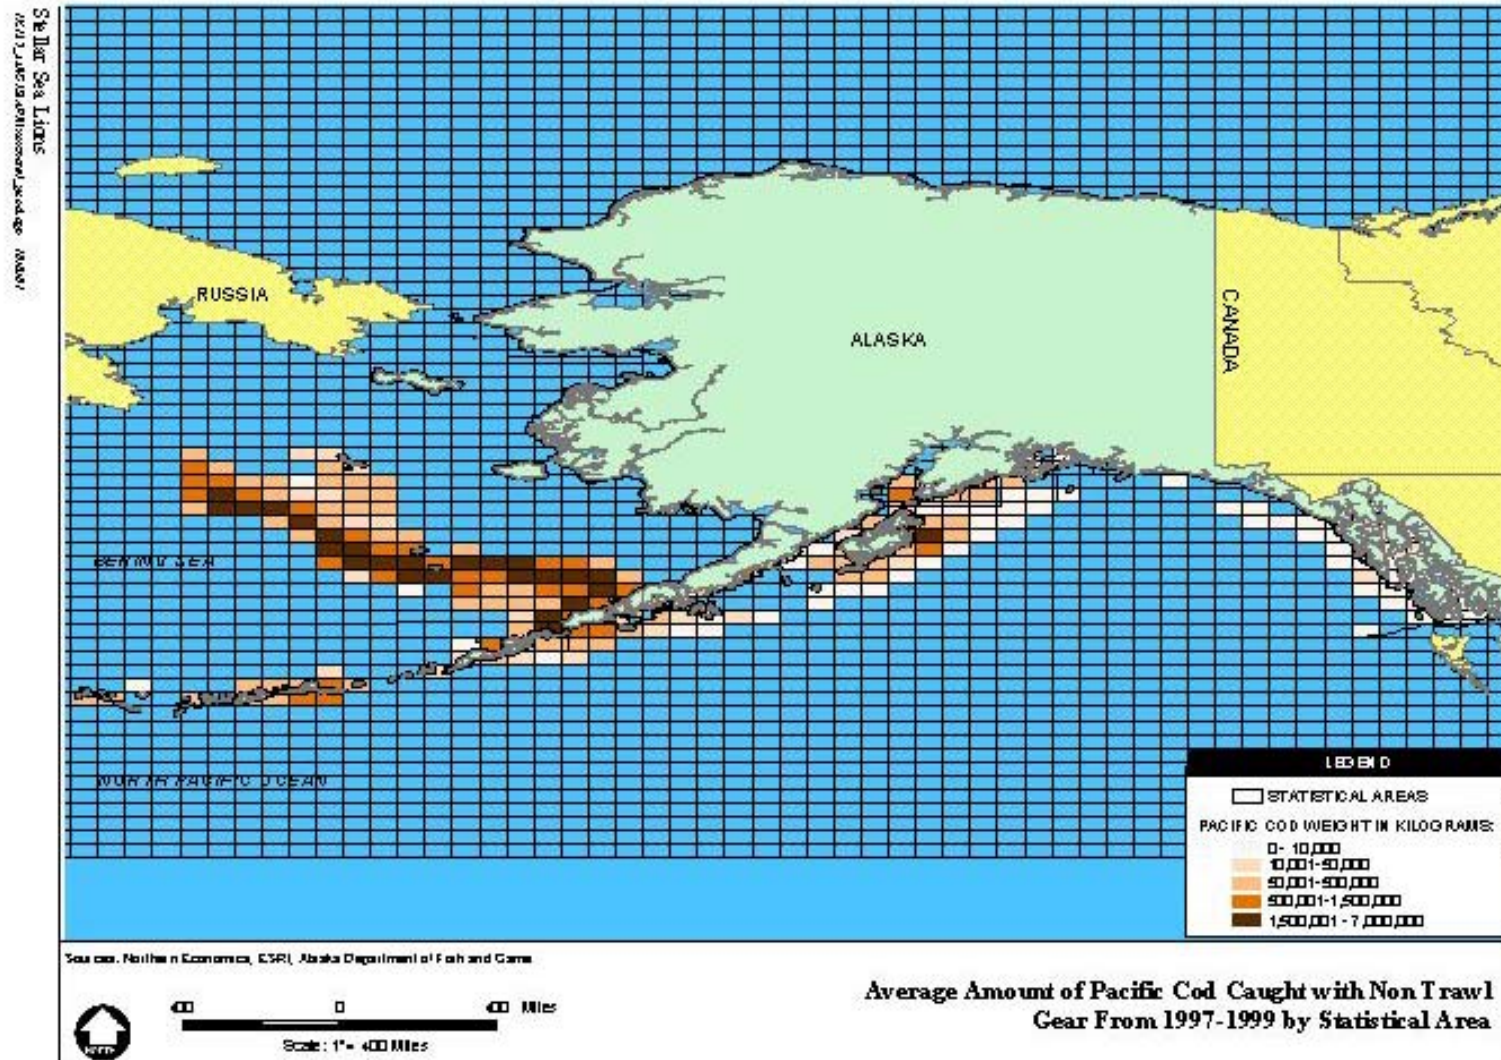 Stellar Sea Lions
RUSSIA
ALASKA
CANADA
BERING SEA
NORTH PACIFIC OCEAN
LEGEND
STATISTICAL AREAS
PACIFIC COD WEIGHT IN KILOGRAMS:
0- 10,000
10,001-50,000
50,001-500,000
500,001-1,500,000
1,500,001 - 7,000,000
Sources: Northern Economics, ESRI, Alaska Department of Fish and Game
400 0 400 Miles
Scale: 1"= 400 Miles
Average Amount of Pacific Cod Caught with Non Trawl
Gear From 1997-1999 by Statistical Area